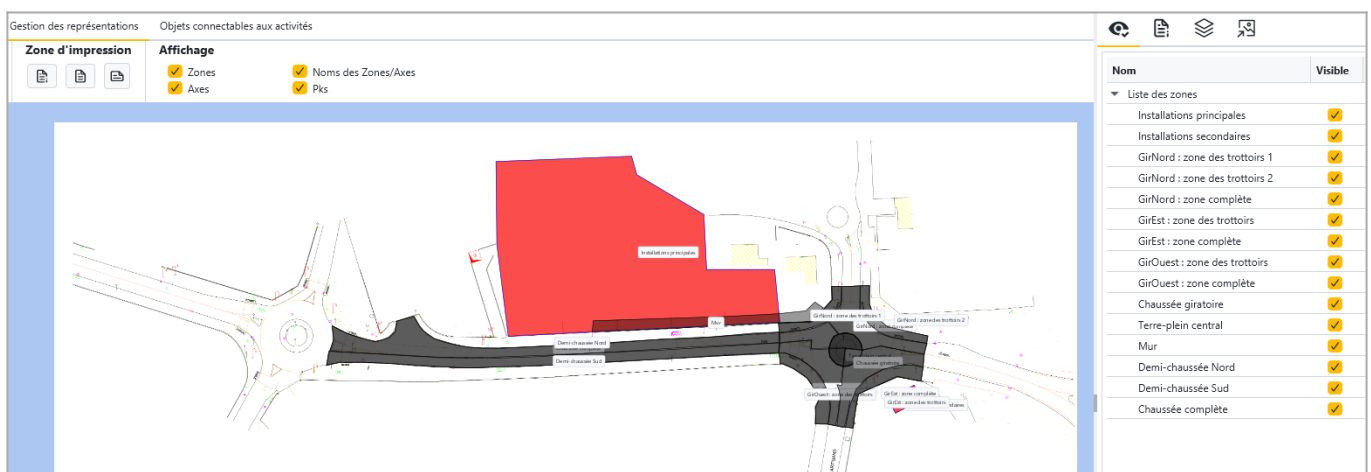 Gestion des représentations Objets connectables aux activités
Zone d'impression Affichage
Zones Noms des Zones/Axes
Axes Pks
Nom Visible
Liste des zones
Installations principales
Installations secondaires
GirNord : zone des trottoirs 1
GirNord : zone des trottoirs 2
GirNord : zone complète
GirEst : zone des trottoirs
GirEst : zone complète
GirOuest : zone des trottoirs
GirOuest : zone complète
Chaussée giratoire
Terre-plein central
Mur
Demi-chaussée Nord
Demi-chaussée Sud
Chaussée complète
Installations principales
GirNord : zone des trottoirs 1
GirNord : zone des trottoirs 2
Mur
Demi-chaussée Nord
Demi-chaussée Sud
Chaussée giratoire
GirEst : zone complète
GirEst : zone des trottoirs